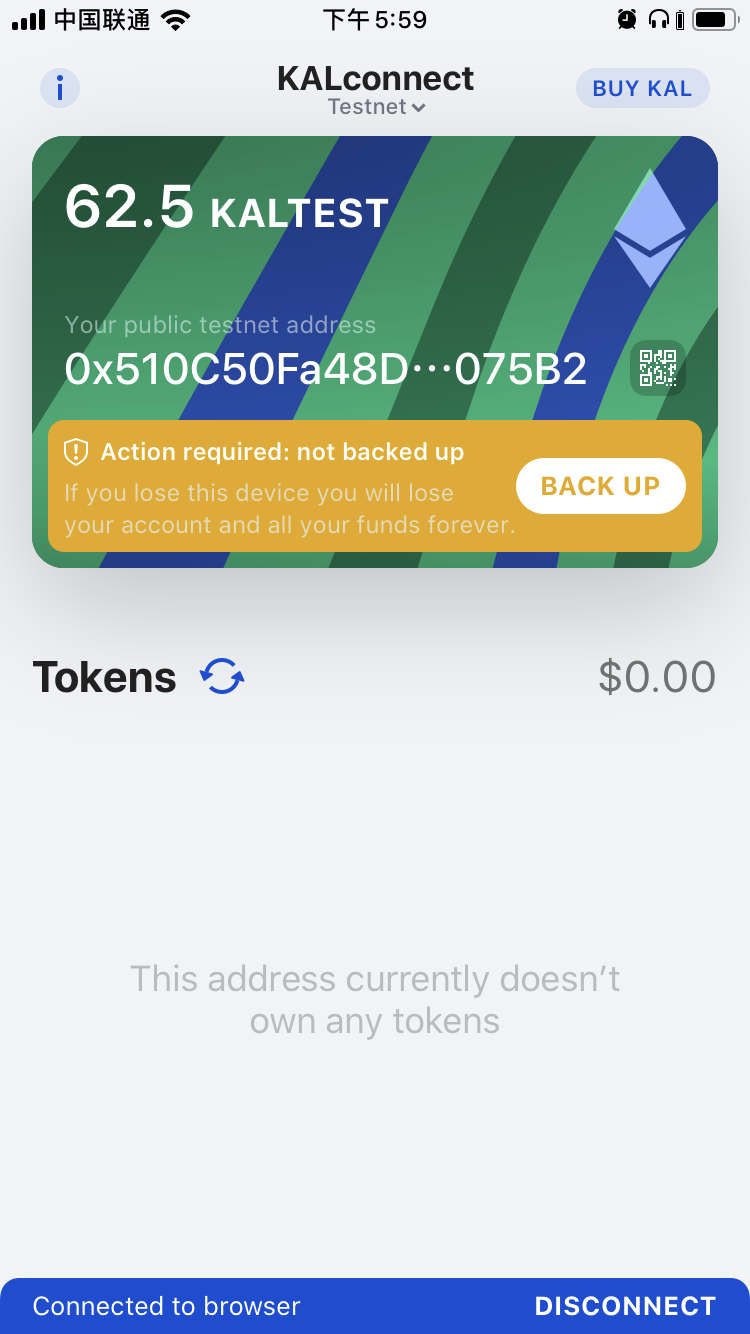 中国联通
下午5:59
KALconnect
Testnet
BUY KAL
62.5 KALTEST
Your public testnet address
0x510C50Fa48D···075B2
Action required: not backed up
If you lose this device you will lose
your account and all your funds forever.
BACK UP
Tokens
$0.00
This address currently doesn’t
own any tokens
Connected to browser
DISCONNECT